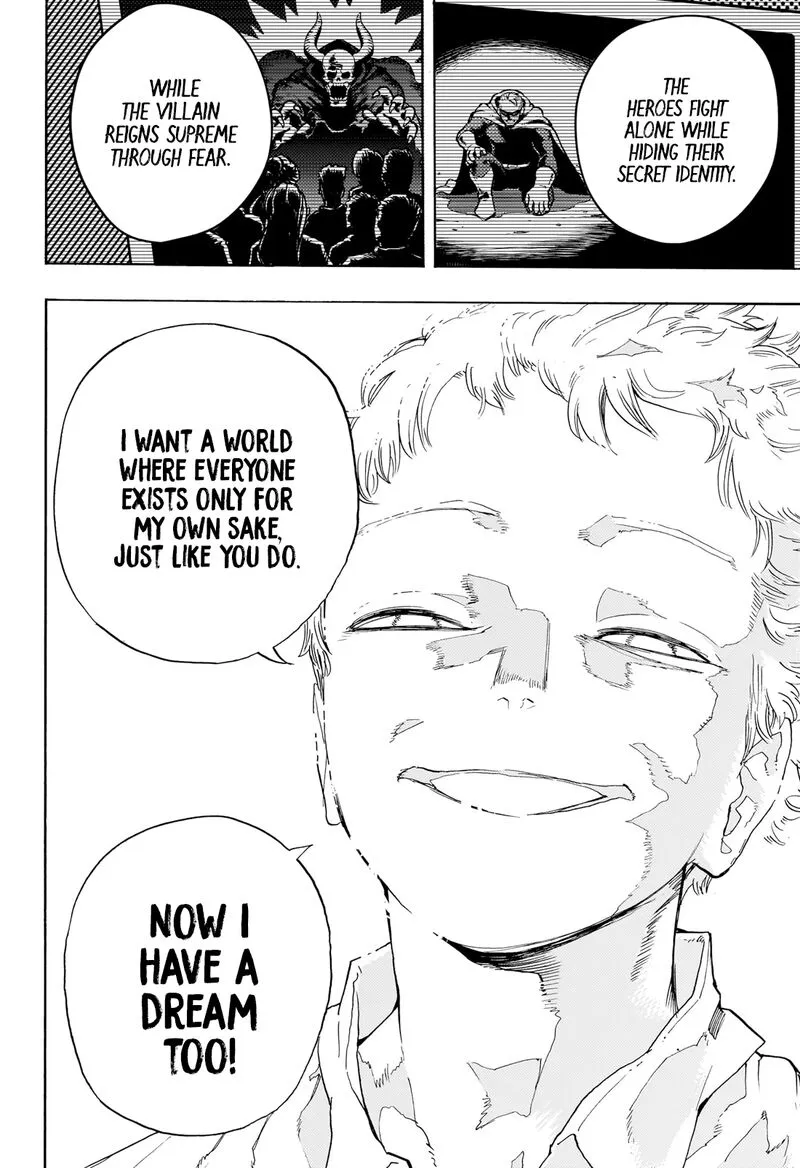 THE
HEROES FIGHT
ALONE WHILE
HIDING THEIR
SECRET IDENTITY.
WHILE
THE VILLAIN
REIGNS SUPREME
THROUGH FEAR.
I WANT A WORLD
WHERE EVERYONE
EXISTS ONLY FOR
MY OWN SAKE,
JUST LIKE YOU DO.
NOW I
HAVE A
DREAM
TOO!